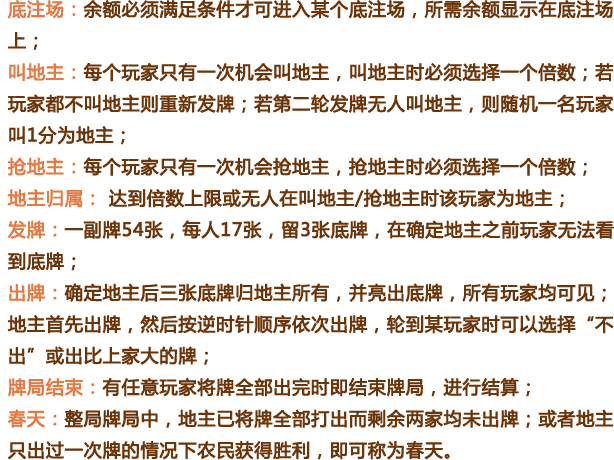 底注场：余额必须满足条件才可进入某个底注场，所需余额显示在底注场
上；
叫地主：每个玩家只有一次机会叫地主，叫地主时必须选择一个倍数；若
玩家都不叫地主则重新发牌；若第二轮发牌无人叫地主，则随机一名玩家
叫1分为地主；
抢地主：每个玩家只有一次机会抢地主，抢地主时必须选择一个倍数；
地主归属： 达到倍数上限或无人在叫地主/抢地主时该玩家为地主；
发牌：一副牌54张，每人17张，留3张底牌，在确定地主之前玩家无法看
到底牌；
出牌：确定地主后三张底牌归地主所有，并亮出底牌，所有玩家均可见；
地主首先出牌，然后按逆时针顺序依次出牌，轮到某玩家时可以选择“不
出”或出比上家大的牌；
牌局结束：有任意玩家将牌全部出完时即结束牌局，进行结算；
春天：整局牌局中，地主已将牌全部打出而剩余两家均未出牌；或者地主
只出过一次牌的情况下农民获得胜利，即可称为春天。